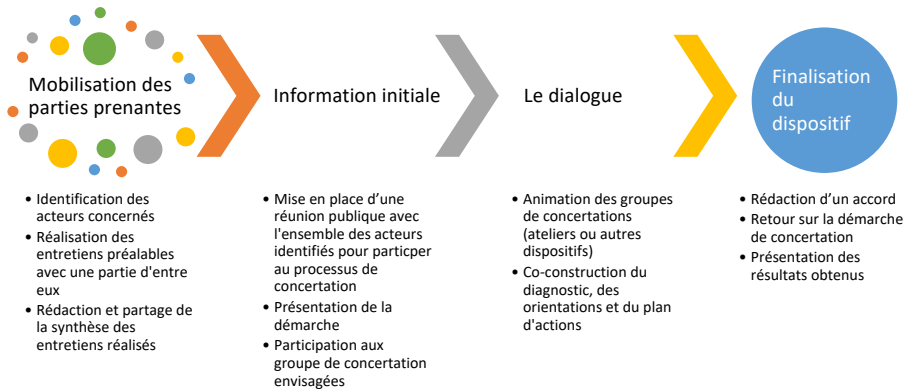 Mobilisation des
parties prenantes
Information initiale
Le dialogue
Finalisation
du
dispositif
• Identification des
acteurs concernés
• Réalisation des
entretiens préalables
avec une partie d'entre
eux
• Rédaction et partage de
la synthèse des
entretiens réalisés
• Mise en place d’une
réunion publique avec
l'ensemble des acteurs
identifiés pour particper
au processus de
concertation
• Présentation de la
démarche
• Participation aux
groupe de concertation
envisagées
• Animation des groupes
de concertations
(ateliers ou autres
dispositifs)
• Co-construction du
diagnostic, des
orientations et du plan
d'actions
• Rédaction d’un accord
• Retour sur la démarche
de concertation
• Présentation des
résultats obtenus